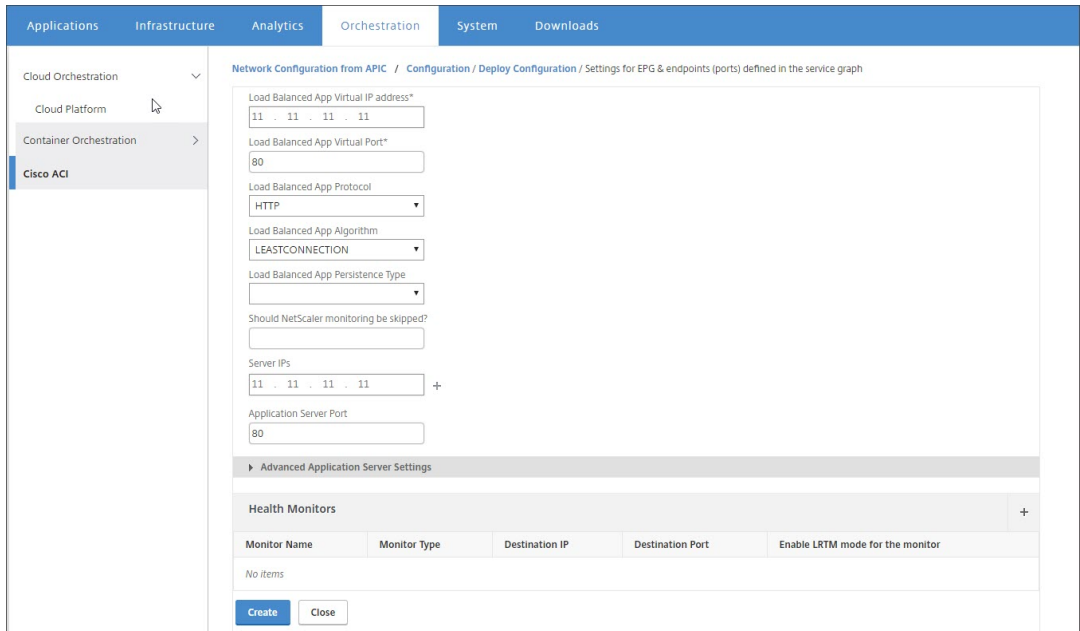 Applications Infrastructure Analytics Orchestration System Downloads
Cloud Orchestration
Cloud Platform
Container Orchestration
Cisco ACI
Network Configuration from APIC / Configuration / Deploy Configuration / Settings for EPG & endpoints (ports) defined in the service graph
Load Balanced App Virtual IP address*
11 . 11 . 11 . 11
Load Balanced App Virtual Port*
80
Load Balanced App Protocol
HTTP
Load Balanced App Algorithm
LEASTCONNECTION
Load Balanced App Persistence Type
Should NetScaler monitoring be skipped?
Server IPs
11 . 11 . 11 . 11 +
Application Server Port
80
Advanced Application Server Settings
Health Monitors +
Monitor Name Monitor Type Destination IP Destination Port Enable LRTM mode for the monitor
No items
Create Close